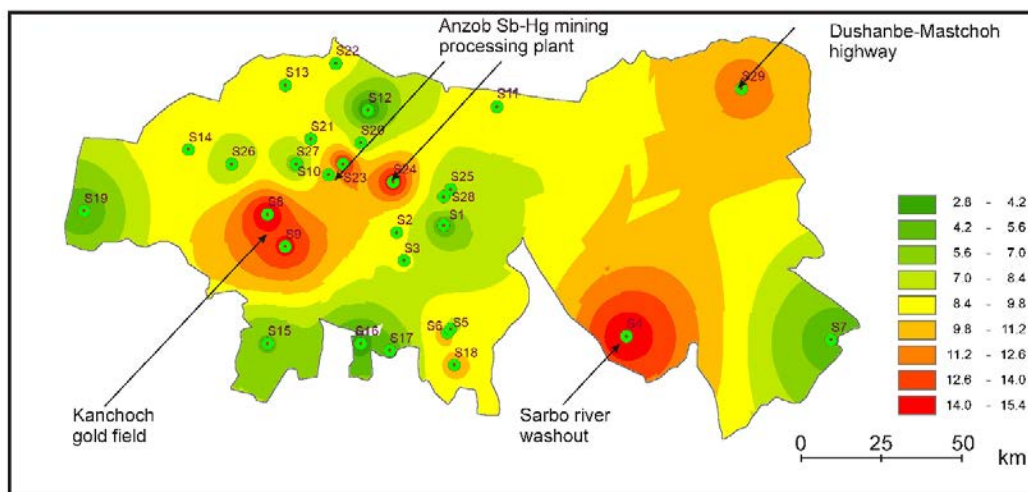 Anzob Sb-Hg mining
processing plant
Dushanbe-Mastchoh
highway
S22
S13
S29
S12
S11
S21
S20
S14
S26
S27
S10
S23
S24
S25
S28
S19
S8
S1
S2
S9
S3
S6
S5
S4
S7
S15
S16
S17
S18
Kanchoch
gold field
Sarbo river
washout
2.8 - 4.2
4.2 - 5.6
5.6 - 7.0
7.0 - 8.4
8.4 - 9.8
9.8 - 11.2
11.2 - 12.6
12.6 - 14.0
14.0 - 15.4
0 25 50
km